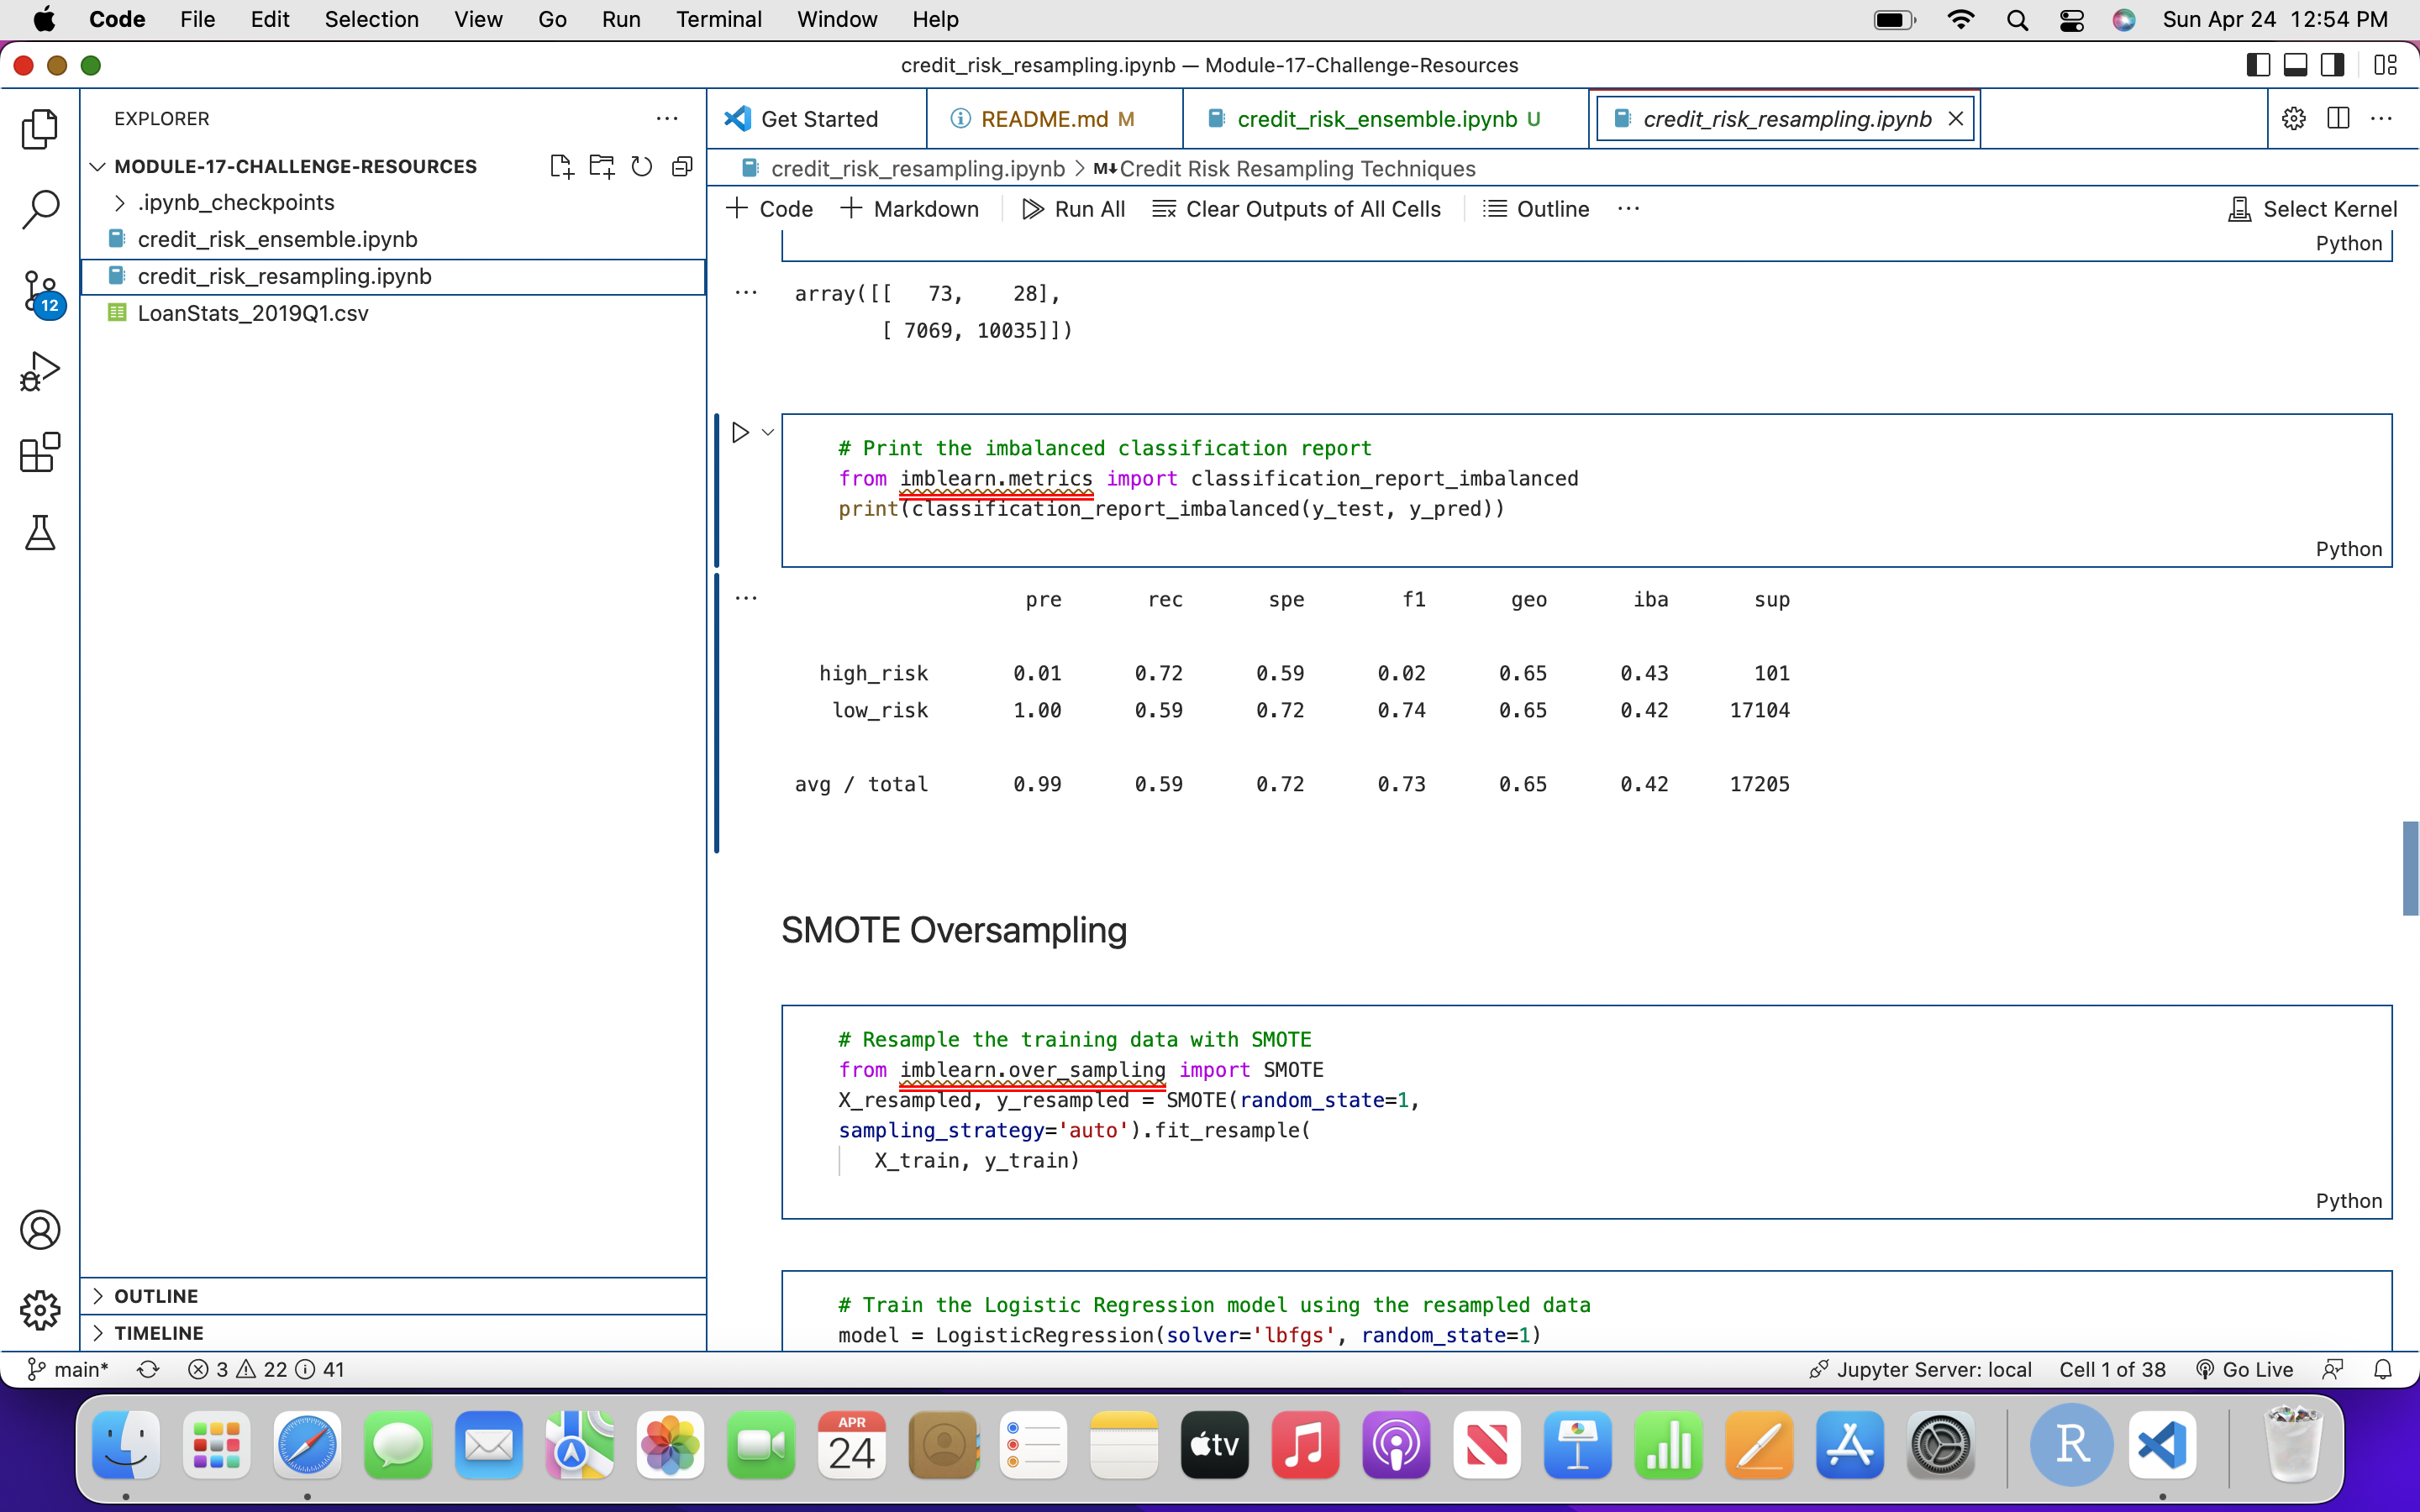 Code File Edit Selection View Go Run Terminal Window Help Sun Apr 24 12:54 PM
credit_risk_resampling.ipynb — Module-17-Challenge-Resources
EXPLORER
Get Started README.md M credit_risk_ensemble.ipynb U credit_risk_resampling.ipynb
MODULE-17-CHALLENGE-RESOURCES
.ipynb_checkpoints
credit_risk_ensemble.ipynb
credit_risk_resampling.ipynb
LoanStats_2019Q1.csv
12
OUTLINE
TIMELINE
credit_risk_resampling.ipynb > M↓Credit Risk Resampling Techniques
+ Code + Markdown Run All Clear Outputs of All Cells Outline ... Select Kernel
Python
... array([[   73,    28],
       [ 7069, 10035]])
# Print the imbalanced classification report
from imblearn.metrics import classification_report_imbalanced
print(classification_report_imbalanced(y_test, y_pred))
Python
... pre rec spe f1 geo iba sup
high_risk 0.01 0.72 0.59 0.02 0.65 0.43 101
low_risk 1.00 0.59 0.72 0.74 0.65 0.42 17104
avg / total 0.99 0.59 0.72 0.73 0.65 0.42 17205
SMOTE Oversampling
# Resample the training data with SMOTE
from imblearn.over_sampling import SMOTE
X_resampled, y_resampled = SMOTE(random_state=1,
sampling_strategy='auto').fit_resample(
   X_train, y_train)
Python
# Train the Logistic Regression model using the resampled data
model = LogisticRegression(solver='lbfgs', random_state=1)
main* 3 22 41 Jupyter Server: local Cell 1 of 38 Go Live
APR
24
tv
R